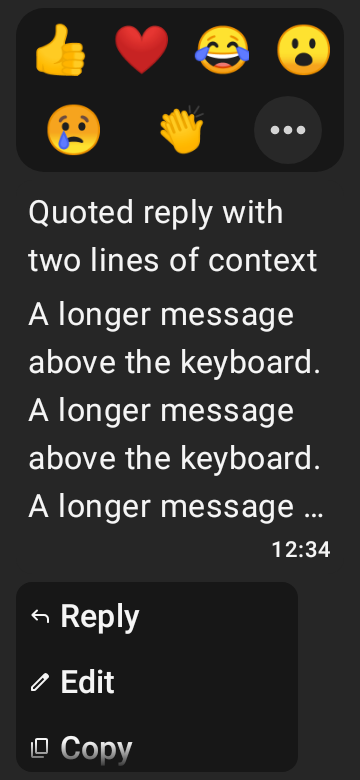 Quoted reply with
two lines of context
A longer message
above the keyboard.
A longer message
above the keyboard.
A longer message …
12:34
Reply
Edit
Copy